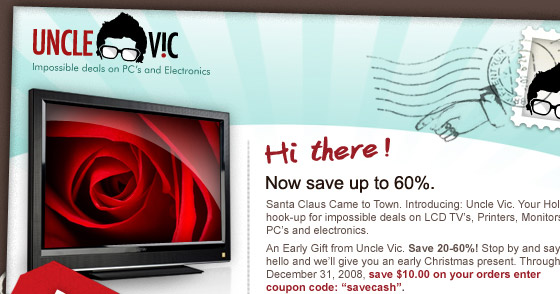 UNCLE V!C
Impossible deals on PC's and Electronics
Hi there!
Now save up to 60%.
Santa Claus Came to Town. Introducing: Uncle Vic. Your Hol
hook-up for impossible deals on LCD TV's, Printers, Monitors
PC's and electronics.
An Early Gift from Uncle Vic. Save 20-60%! Stop by and say
hello and we'll give you an early Christmas present. Through
December 31, 2008, save $10.00 on your orders enter
coupon code: “savecash”.